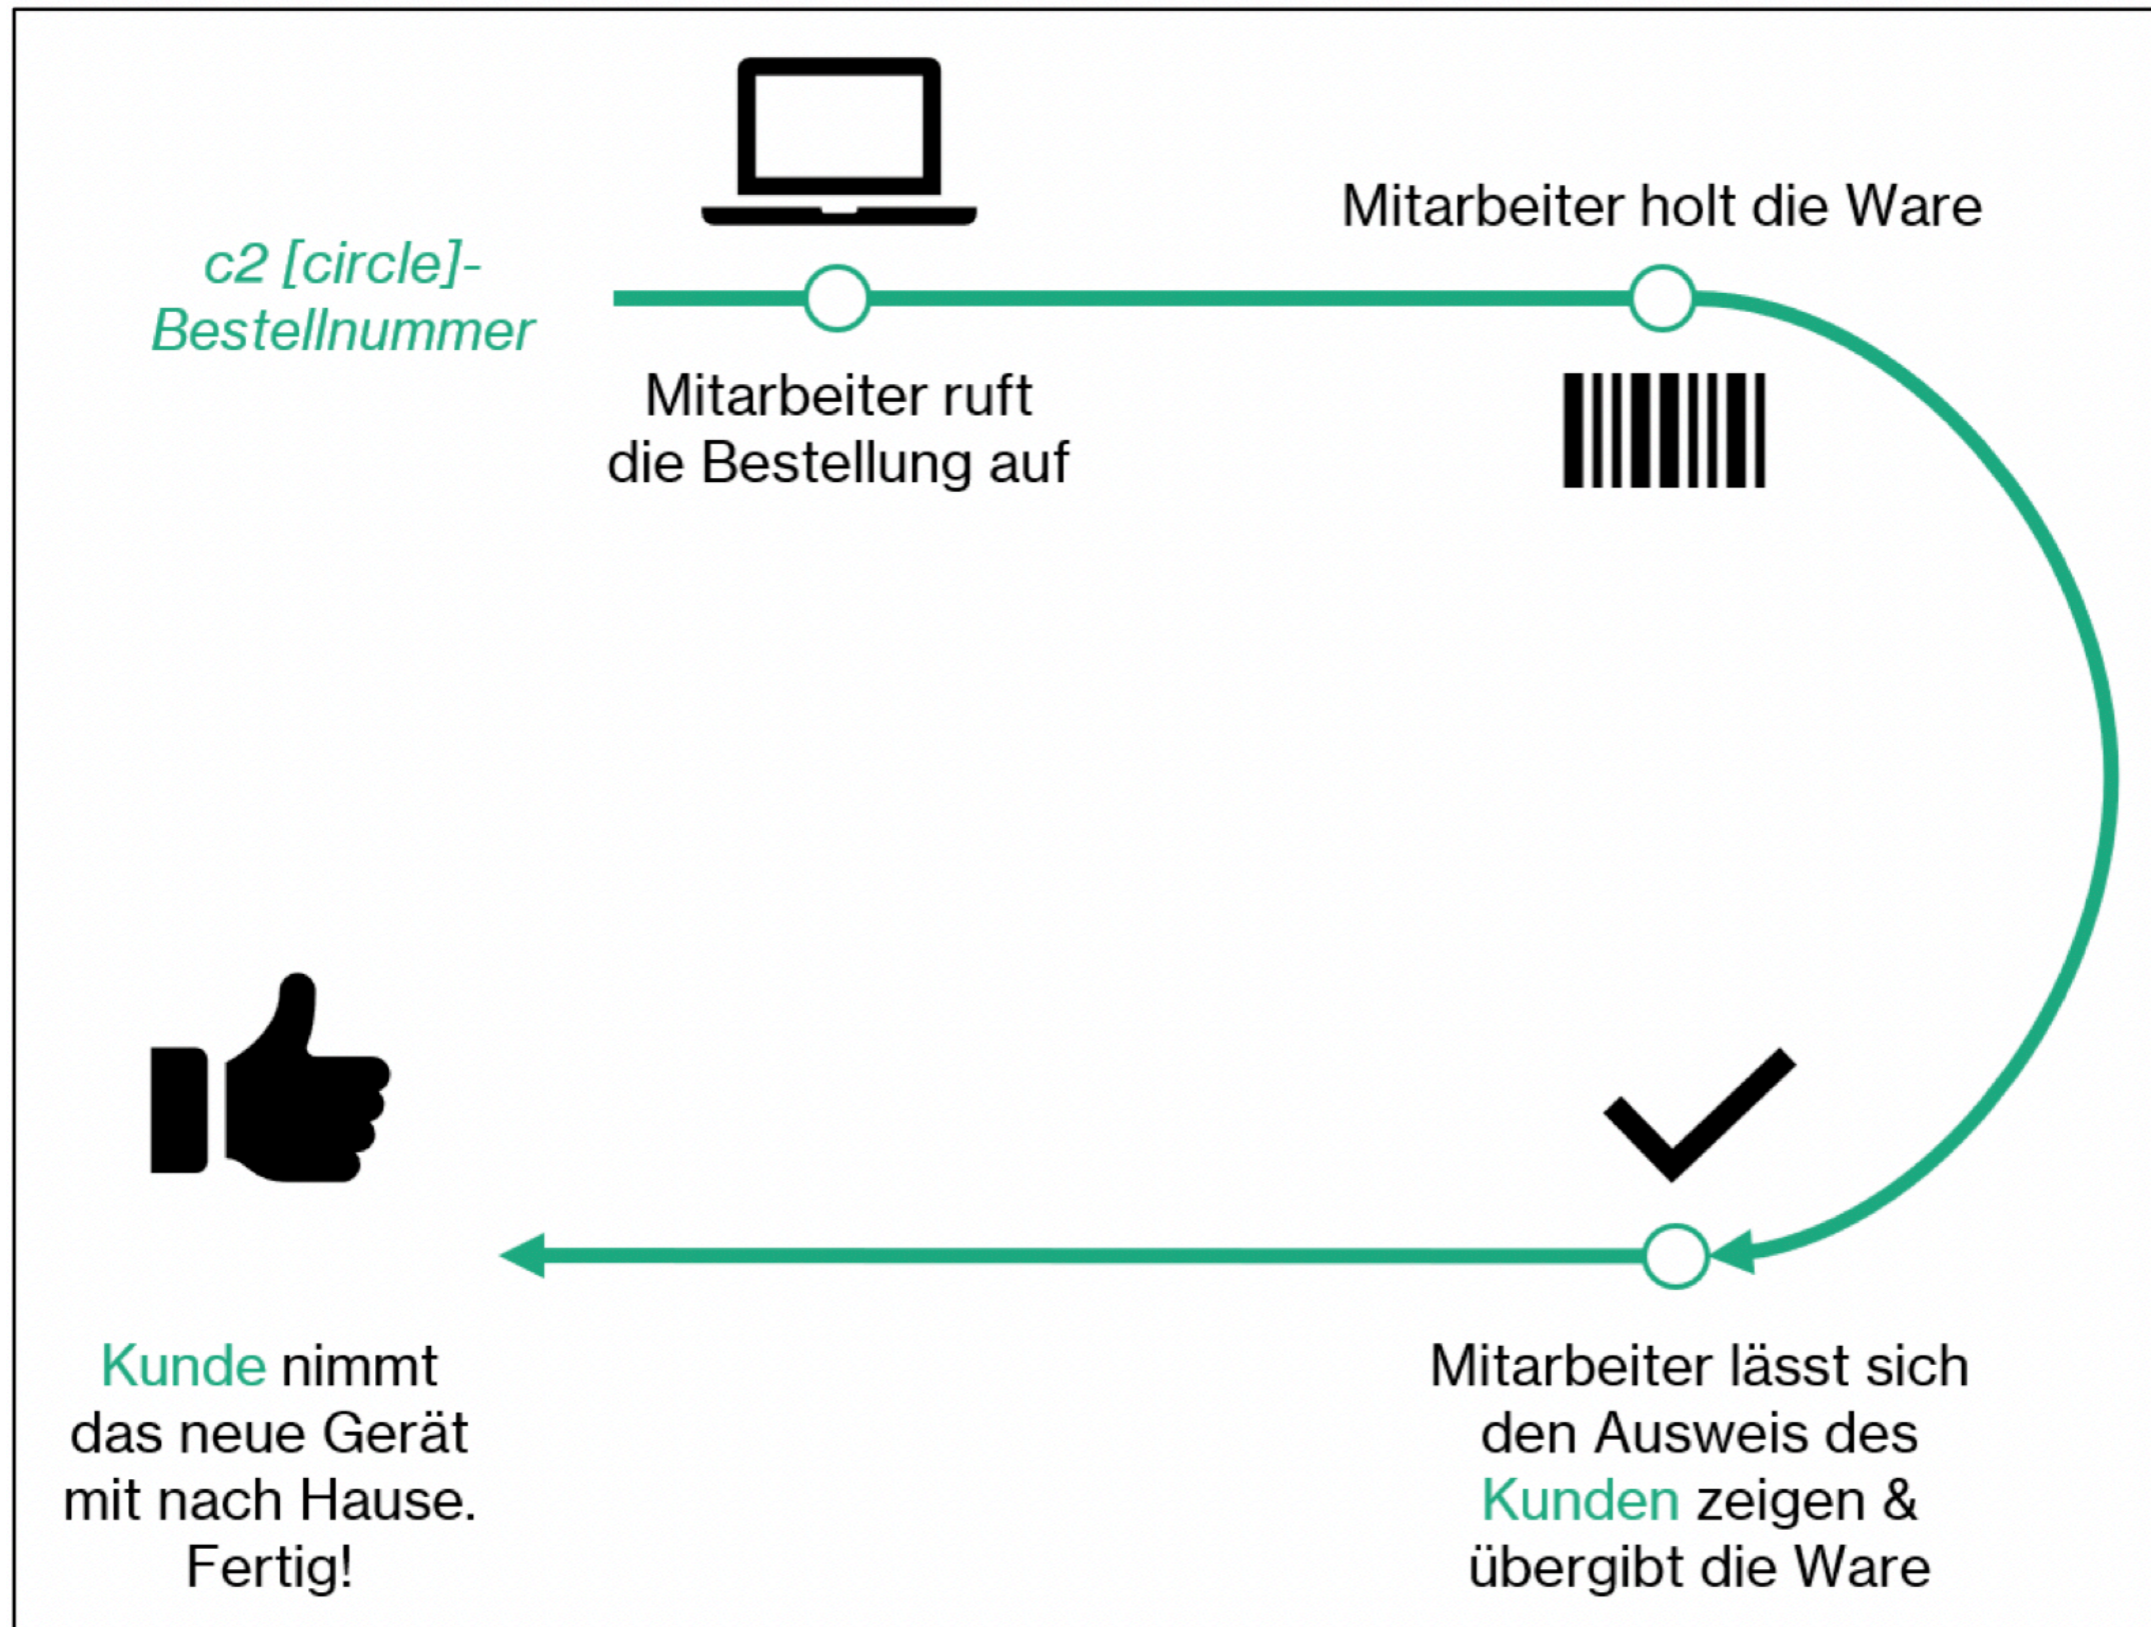 c2 [circle]-
Bestellnummer
Mitarbeiter ruft
die Bestellung auf
Mitarbeiter holt die Ware
Mitarbeiter lässt sich
den Ausweis des
Kunden zeigen &
übergibt die Ware
Kunde nimmt
das neue Gerät
mit nach Hause.
Fertig!